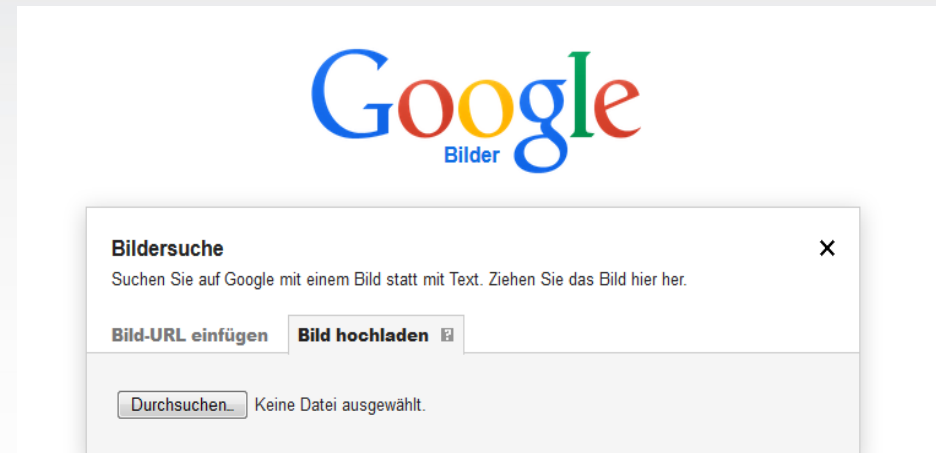 Google
Bilder
Bildersuche
Suchen Sie auf Google mit einem Bild statt mit Text. Ziehen Sie das Bild hier her.
Bild-URL einfügen Bild hochladen ?
Durchsuchen... Keine Datei ausgewählt.